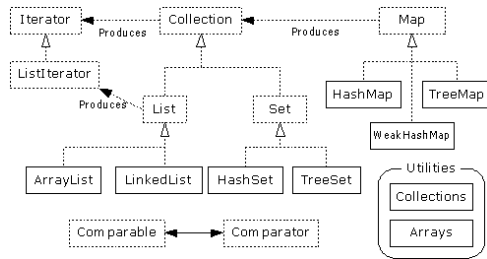 Iterator
Collection
Map
Produces
Produces
ListIterator
Produces
List
Set
HashMap
TreeMap
WeakHashMap
ArrayList
LinkedList
HashSet
TreeSet
Utilities
Collections
Arrays
Comparable
Comparator